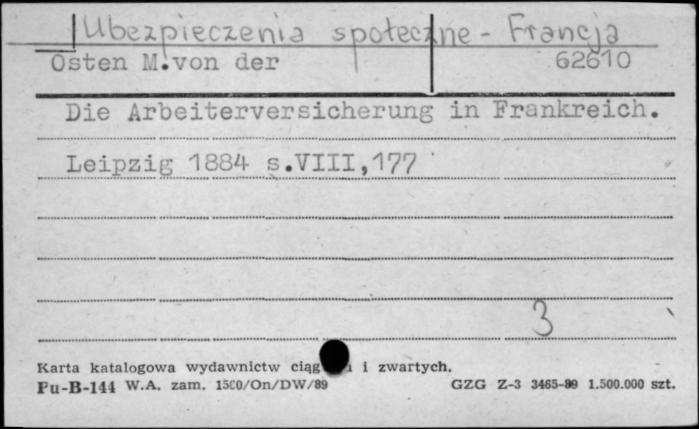 Ubezpieczenia społeczne - Francja
Osten M.von der 62610
Die Arbeiterversicherung in Frankreich.
Leipzig 1884 s.VIII,177
3
Karta katalogowa wydawnictw i zwartych.
Pu-B-144 W.A. zam. 1500/On/DW/89 GZG Z-3 3465-89 1.500.000 szt.